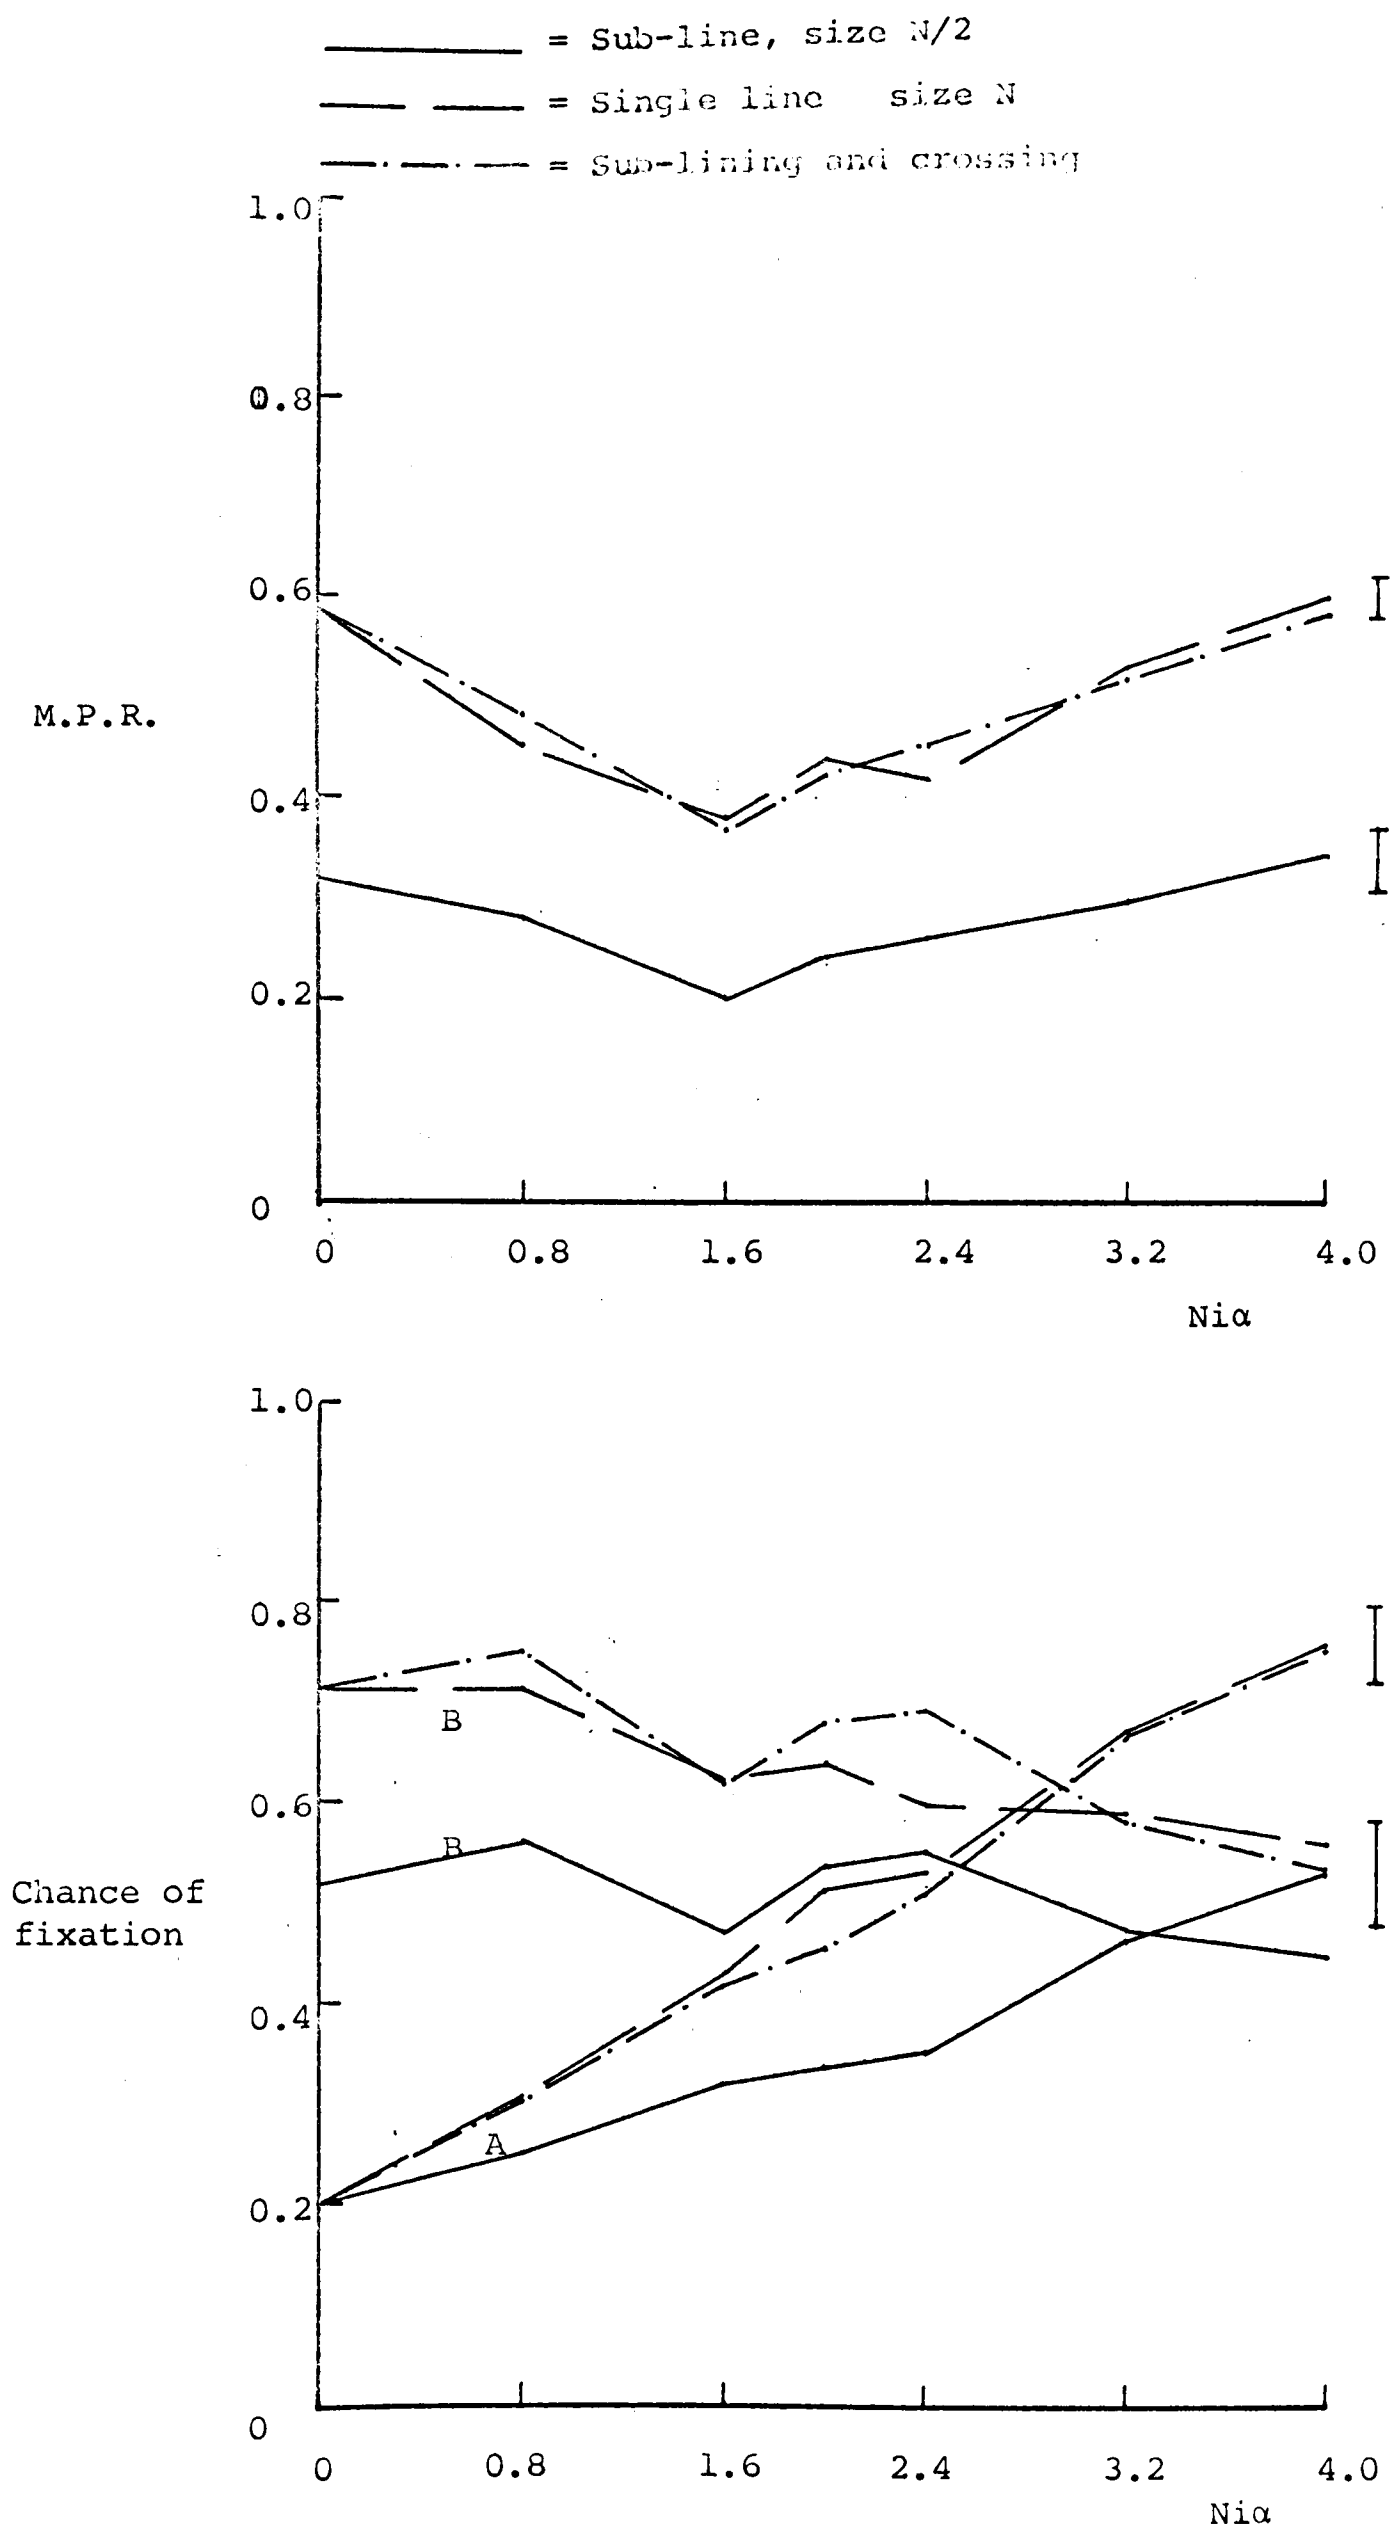 = Sub-line, size N/2
= Single line size N
= Sub-lining and crossing
1.0
0.8
0.6
M.P.R.
0.4
0.2
0
0 0.8 1.6 2.4 3.2 4.0
Niα
1.0
0.8
B
0.6
B
Chance of
fixation
0.4
A
0.2
0
0 0.8 1.6 2.4 3.2 4.0
Niα